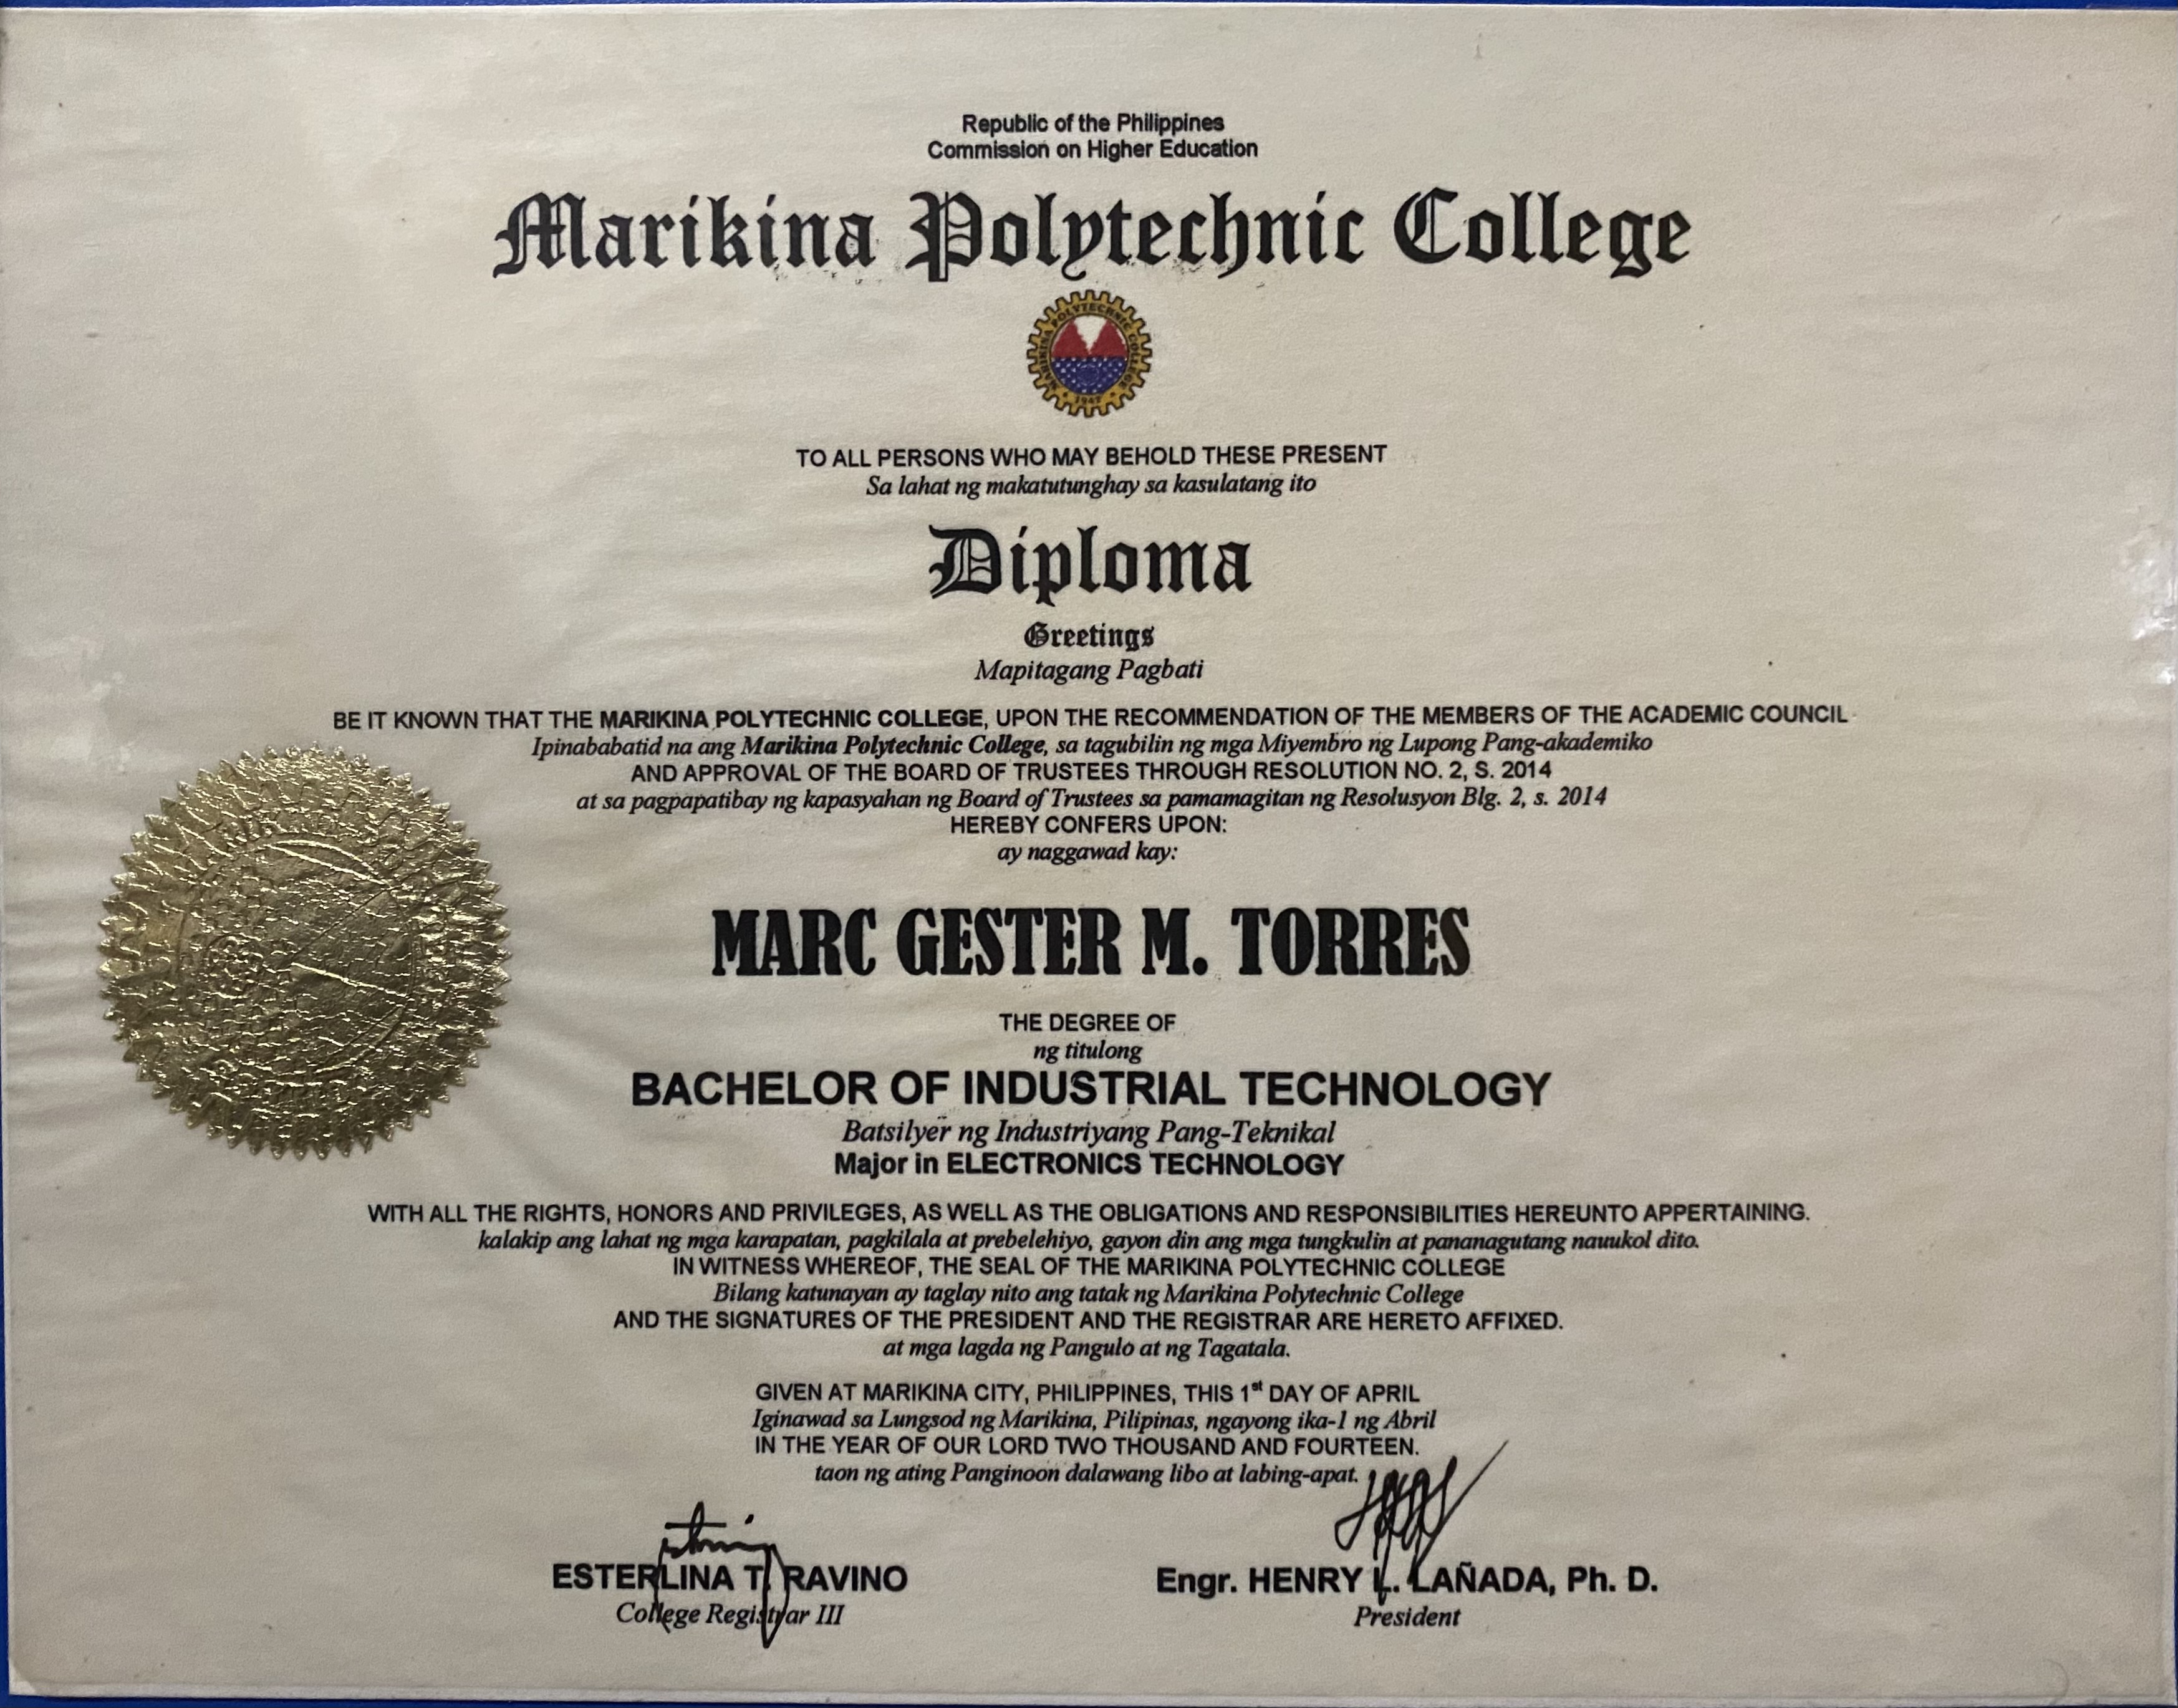 Republic of the Philippines
Commission on Higher Education
Marikina Polytechnic College
MARIKINA POLYTECHNIC COLLEGE
1947
TO ALL PERSONS WHO MAY BEHOLD THESE PRESENT
Sa lahat ng makatutunghay sa kasulatang ito
Diploma
Greetings
Mapitagang Pagbati
BE IT KNOWN THAT THE MARIKINA POLYTECHNIC COLLEGE, UPON THE RECOMMENDATION OF THE MEMBERS OF THE ACADEMIC COUNCIL
Ipinababatid na ang Marikina Polytechnic College, sa tagubilin ng mga Miyembro ng Lupong Pang-akademiko
AND APPROVAL OF THE BOARD OF TRUSTEES THROUGH RESOLUTION NO. 2, S. 2014
at sa pagpapatibay ng kapasyahan ng Board of Trustees sa pamamagitan ng Resolusyon Blg. 2, s. 2014
HEREBY CONFERS UPON:
ay naggawad kay:
MARC GESTER M. TORRES
THE DEGREE OF
ng titulong
BACHELOR OF INDUSTRIAL TECHNOLOGY
Batsilyer ng Industriyang Pang-Teknikal
Major in ELECTRONICS TECHNOLOGY
WITH ALL THE RIGHTS, HONORS AND PRIVILEGES, AS WELL AS THE OBLIGATIONS AND RESPONSIBILITIES HEREUNTO APPERTAINING.
kalakip ang lahat ng mga karapatan, pagkilala at prebelehiyo, gayon din ang mga tungkulin at pananagutang nauukol dito.
IN WITNESS WHEREOF, THE SEAL OF THE MARIKINA POLYTECHNIC COLLEGE
Bilang katunayan ay taglay nito ang tatak ng Marikina Polytechnic College
AND THE SIGNATURES OF THE PRESIDENT AND THE REGISTRAR ARE HERETO AFFIXED.
at mga lagda ng Pangulo at ng Tagatala.
GIVEN AT MARIKINA CITY, PHILIPPINES, THIS 1st DAY OF APRIL
Iginawad sa Lungsod ng Marikina, Pilipinas, ngayong ika-1 ng Abril
IN THE YEAR OF OUR LORD TWO THOUSAND AND FOURTEEN.
taon ng ating Panginoon dalawang libo at labing-apat.
ESTERLINA T. RAVINO
College Registrar III
Engr. HENRY L. LAÑADA, Ph. D.
President